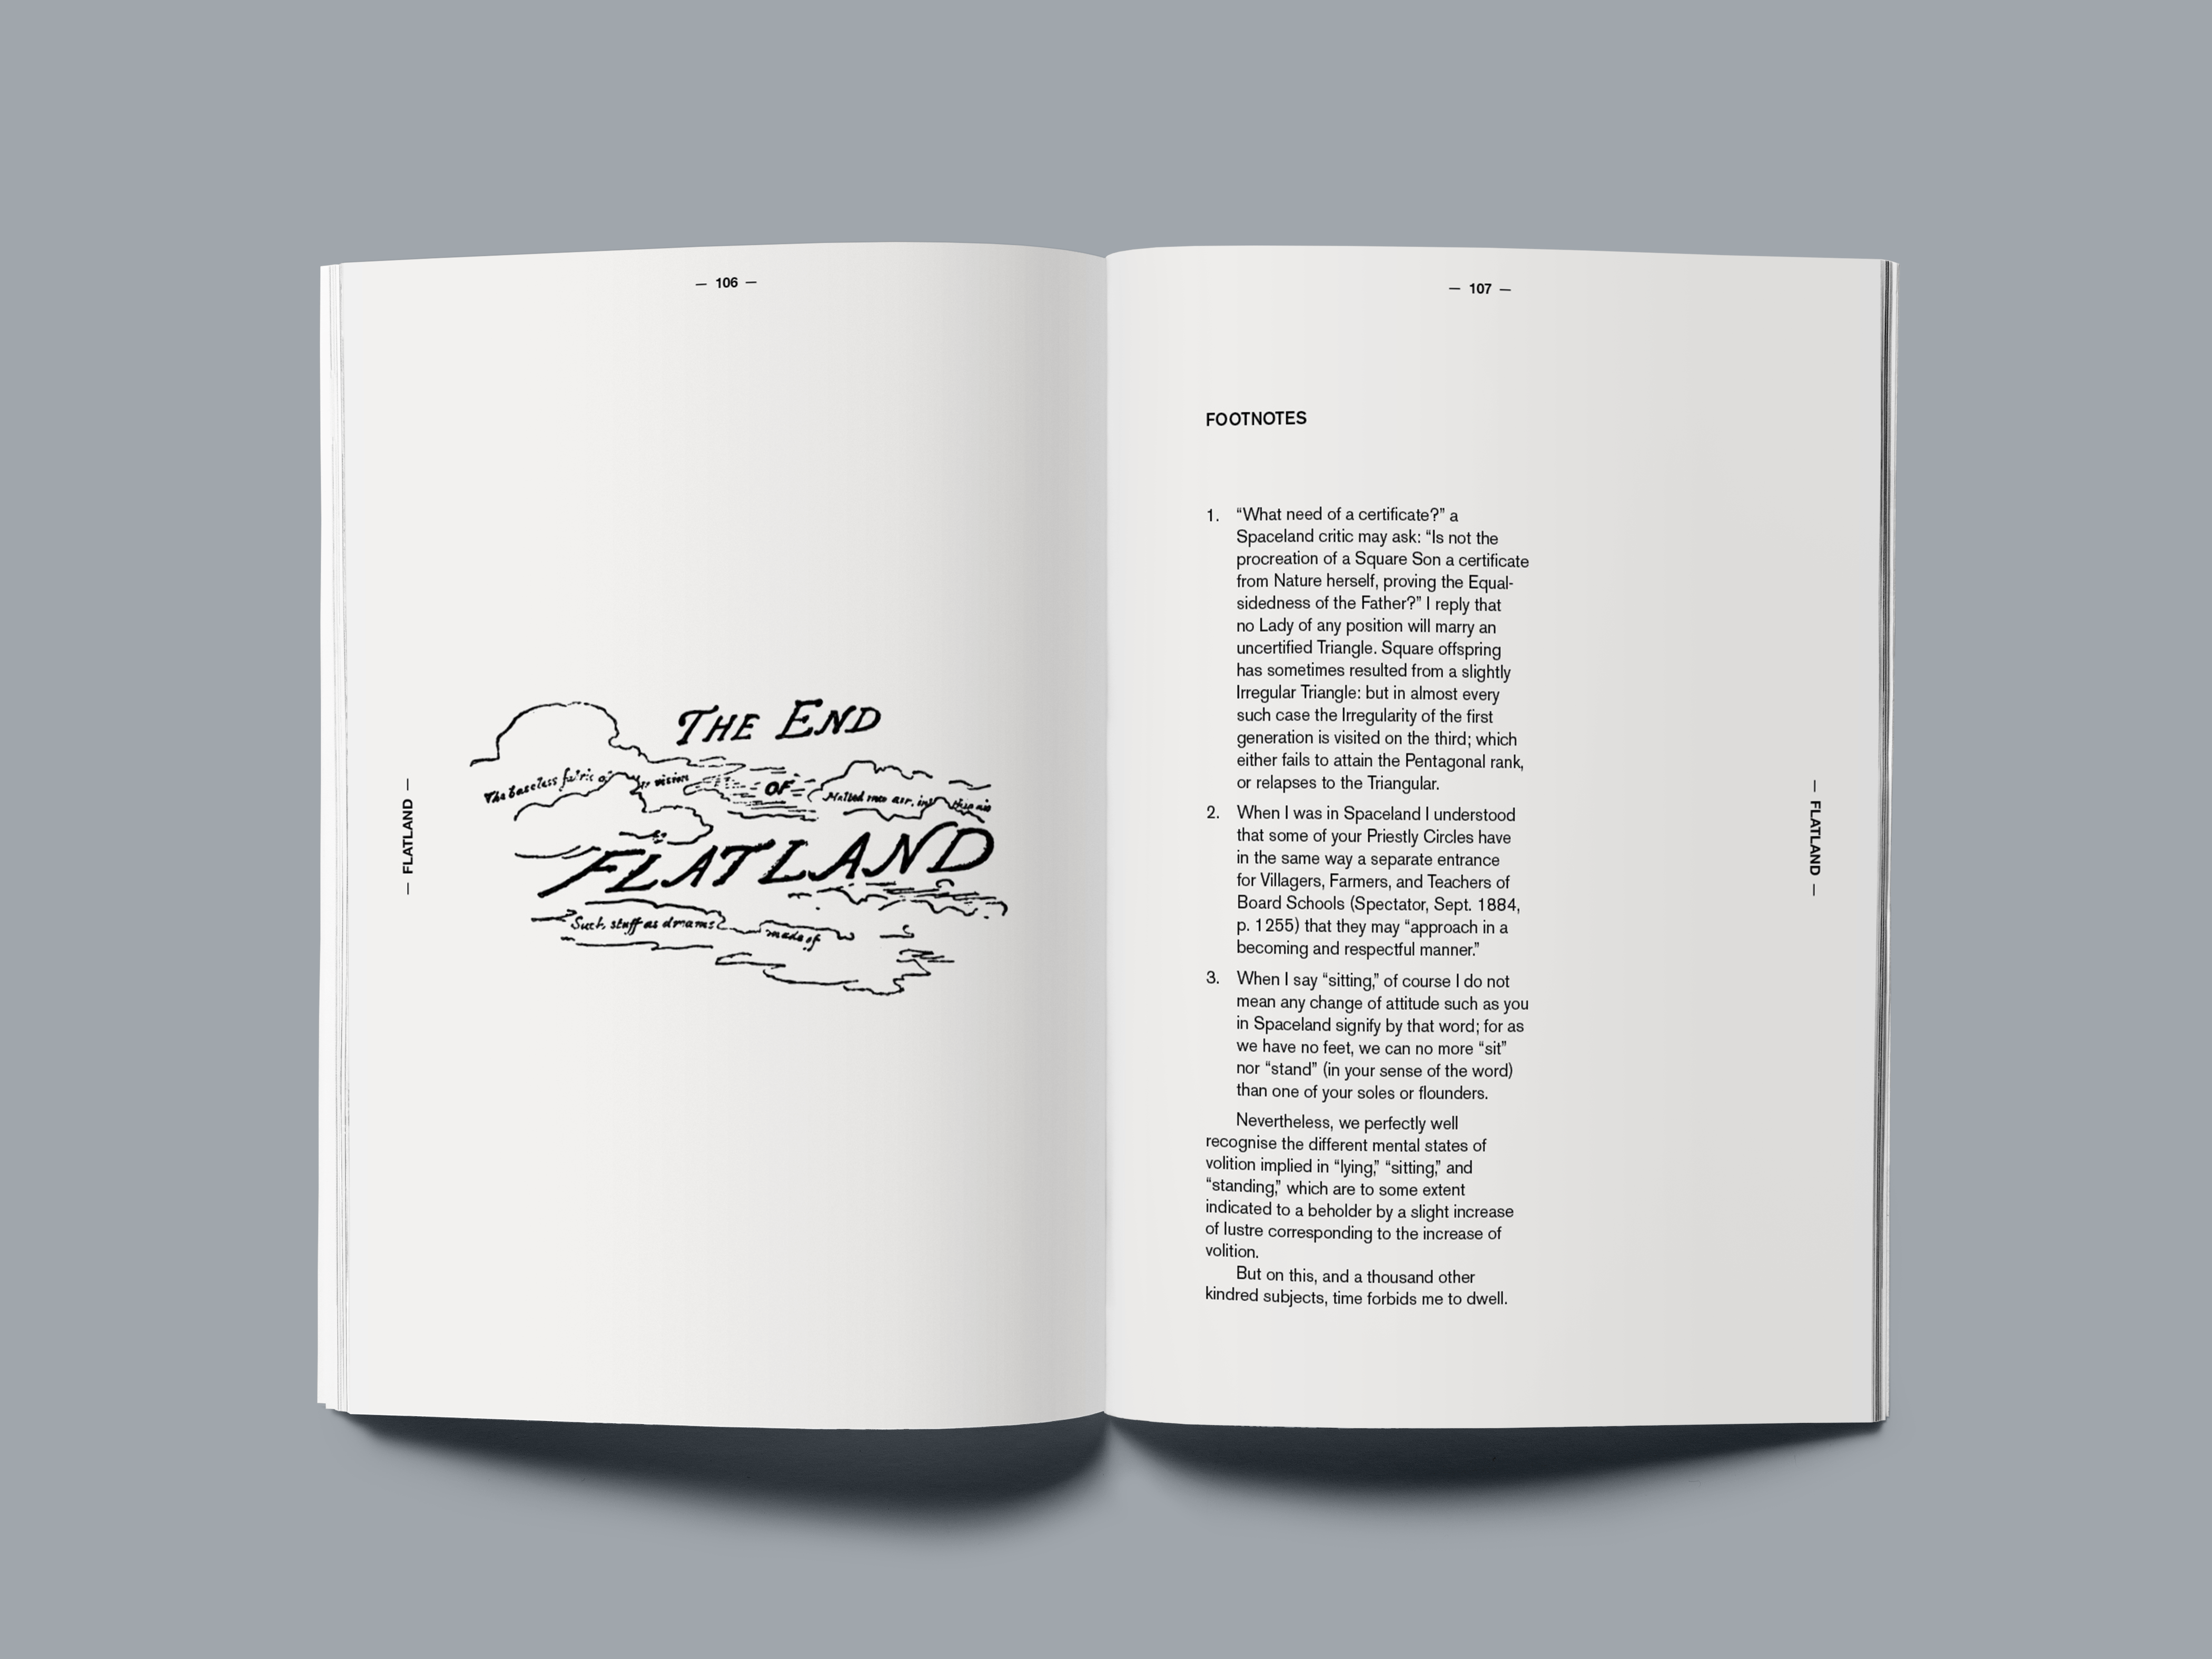 — 106 —
— FLATLAND —
THE END
The baseless fabric of vision
OF
Melted into air, into thin air
FLATLAND
Such stuff as dreams
made of
— 107 —
FOOTNOTES
1. “What need of a certificate?” a
Spaceland critic may ask: “Is not the
procreation of a Square Son a certificate
from Nature herself, proving the Equal-
sidedness of the Father?” I reply that
no Lady of any position will marry an
uncertified Triangle. Square offspring
has sometimes resulted from a slightly
Irregular Triangle: but in almost every
such case the Irregularity of the first
generation is visited on the third; which
either fails to attain the Pentagonal rank,
or relapses to the Triangular.
2. When I was in Spaceland I understood
that some of your Priestly Circles have
in the same way a separate entrance
for Villagers, Farmers, and Teachers of
Board Schools (Spectator, Sept. 1884,
p. 1255) that they may “approach in a
becoming and respectful manner.”
3. When I say “sitting,” of course I do not
mean any change of attitude such as you
in Spaceland signify by that word; for as
we have no feet, we can no more “sit”
nor “stand” (in your sense of the word)
than one of your soles or flounders.
Nevertheless, we perfectly well
recognise the different mental states of
volition implied in “lying,” “sitting,” and
“standing,” which are to some extent
indicated to a beholder by a slight increase
of lustre corresponding to the increase of
volition.
But on this, and a thousand other
kindred subjects, time forbids me to dwell.
— FLATLAND —